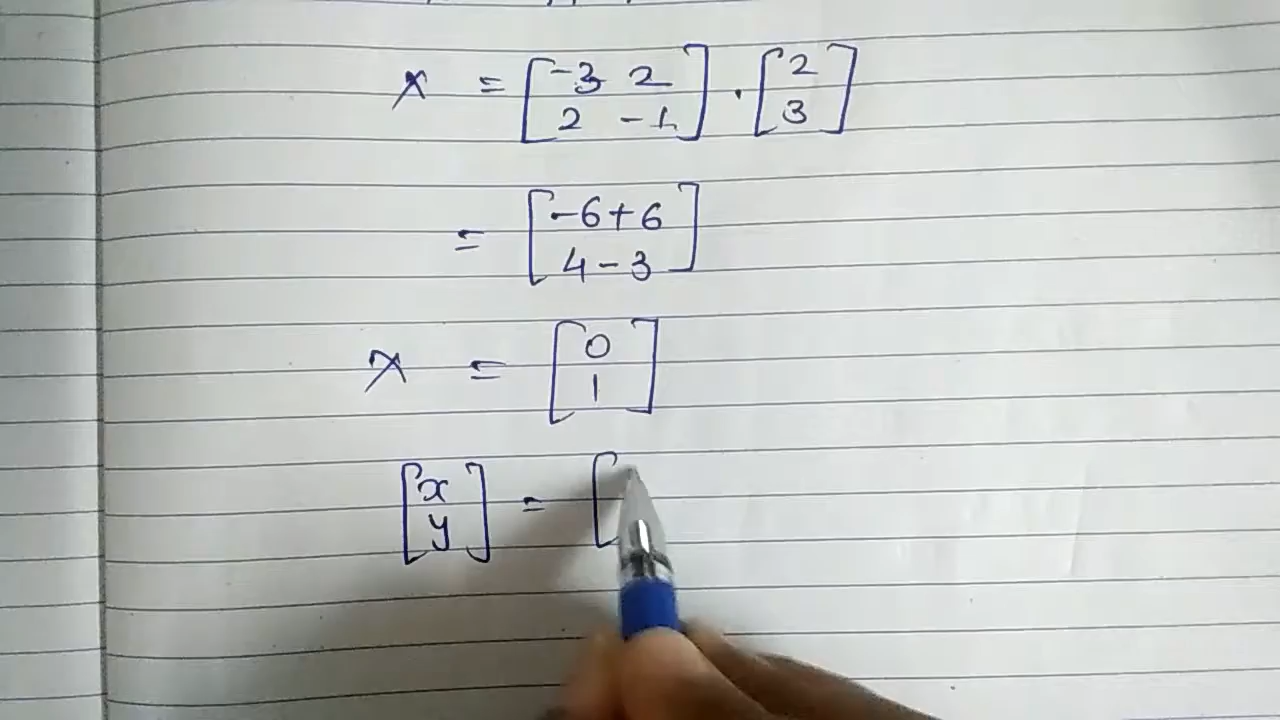 X = [-3 2 2 -1] . [2 3]
= [-6+6 4-3]
X = [0 1]
[x y] = [